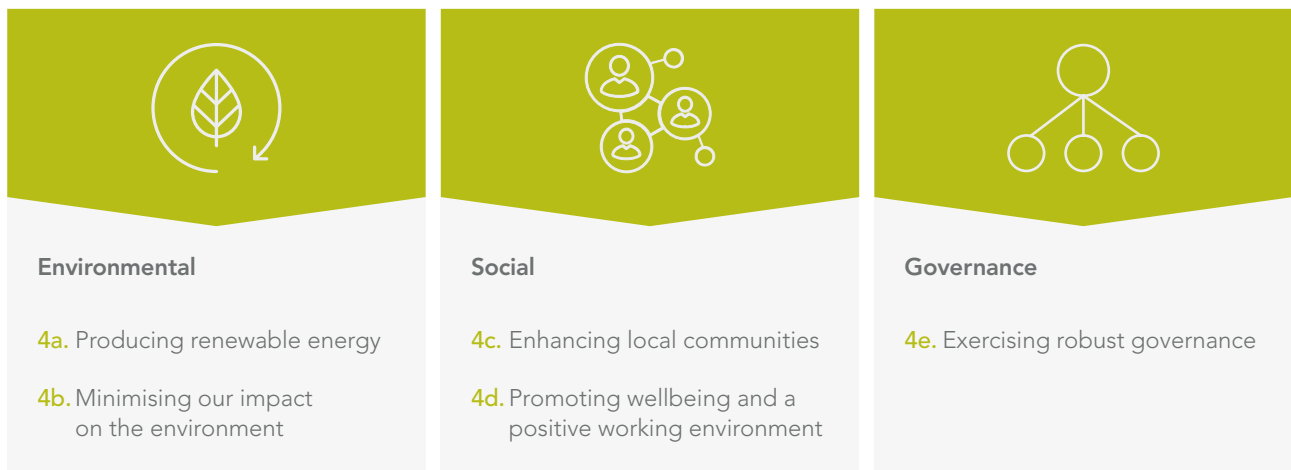 Environmental
4a. Producing renewable energy
4b. Minimising our impact
on the environment
Social
4c. Enhancing local communities
4d. Promoting wellbeing and a
positive working environment
Governance
4e. Exercising robust governance